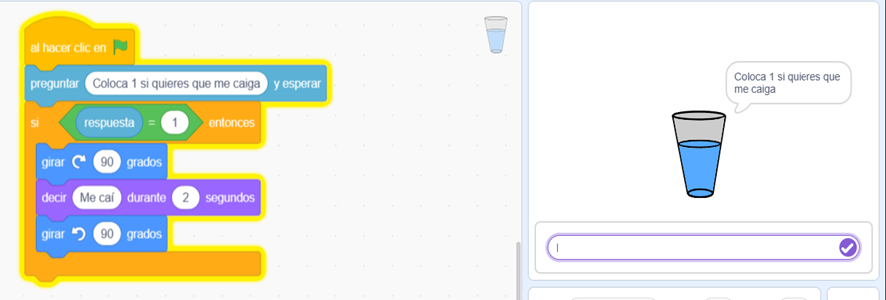 al hacer clic en
preguntar Coloca 1 si quieres que me caiga y esperar
si respuesta = 1 entonces
girar 90 grados
decir Me caí durante 2 segundos
girar 90 grados
Coloca 1 si quieres que
me caiga